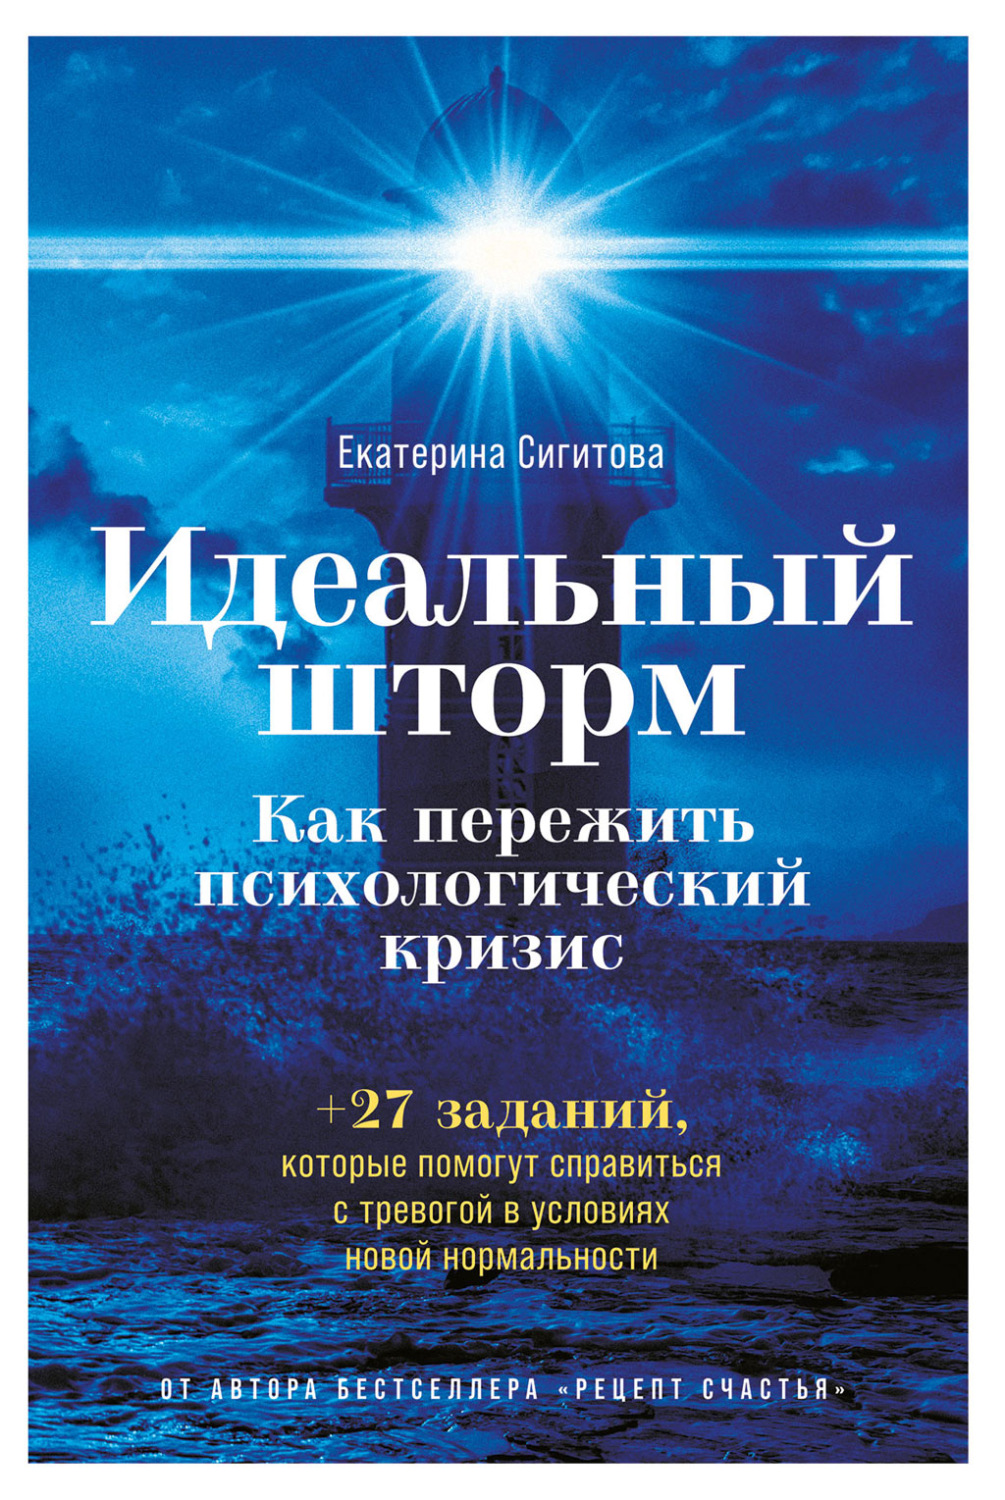 Екатерина Сигитова
Идеальный
шторм
Как пережить
психологический
кризис
+27 заданий,
которые помогут справиться
с тревогой в условиях
новой нормальности
ОТ АВТОРА БЕСТСЕЛЛЕРА «РЕЦЕПТ СЧАСТЬЯ»